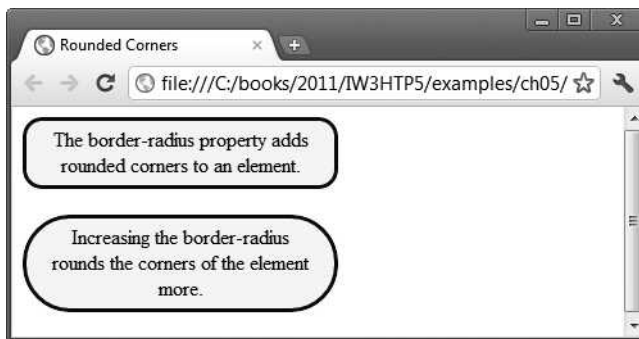 Rounded Corners
file:///C:/books/2011/IW3HTP5/examples/ch05/
The border-radius property adds
rounded corners to an element.
Increasing the border-radius
rounds the corners of the element
more.